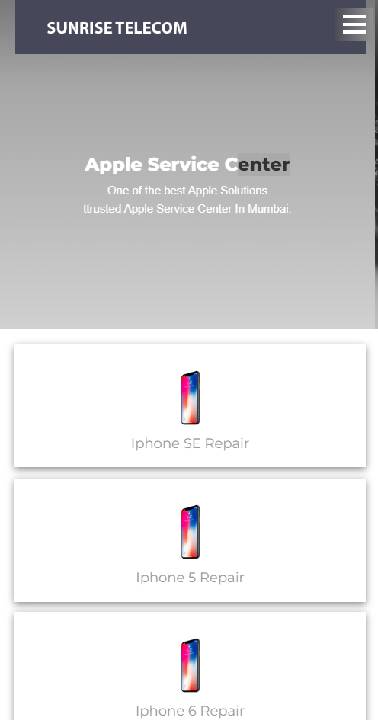 SUNRISE TELECOM
Apple Service Center
One of the best Apple Solutions
ttrusted Apple Service Center In Mumbai.
Iphone SE Repair
Iphone 5 Repair
Iphone 6 Repair